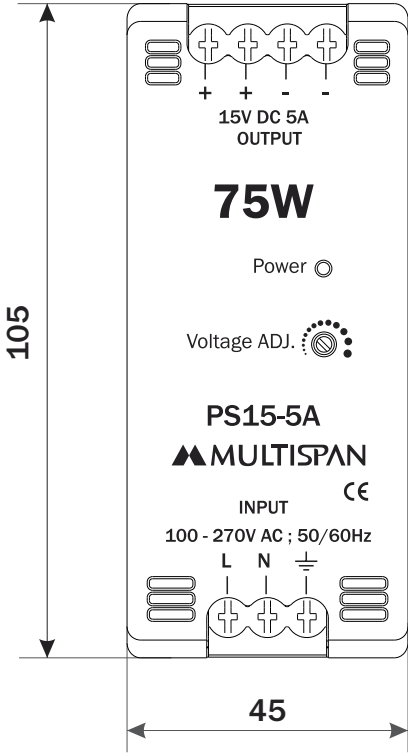 + + - -
15V DC 5A
OUTPUT
75W
Power
Voltage ADJ.
105
PS15-5A
MULTISPAN
CE
INPUT
100 - 270V AC ; 50/60Hz
L N
45